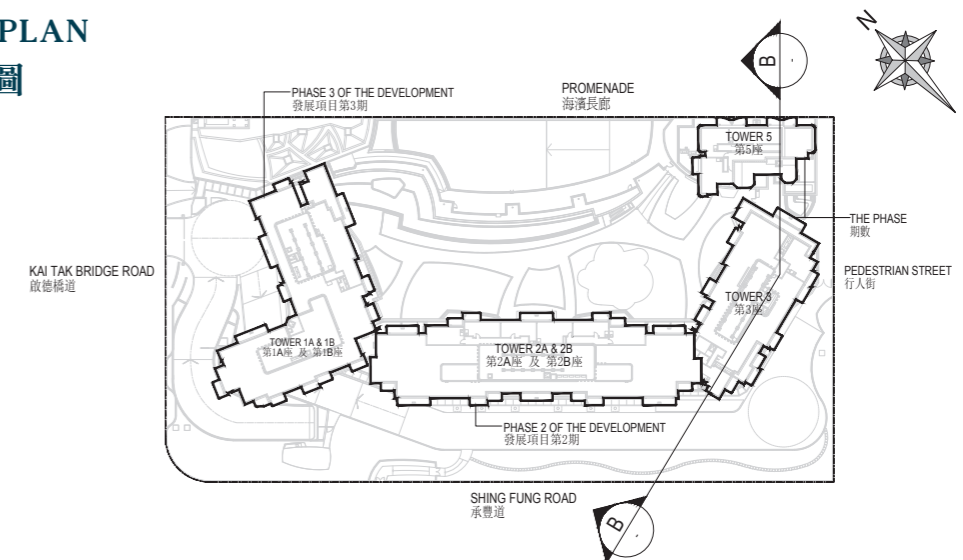 PLAN
圖
N
B
PHASE 3 OF THE DEVELOPMENT
發展項目第3期
PROMENADE
海濱長廊
TOWER 5
第5座
THE PHASE
期數
KAI TAK BRIDGE ROAD
啟德橋道
PEDESTRIAN STREET
行人街
TOWER 3
第3座
TOWER 1A & 1B
第1A座 及 第1B座
TOWER 2A & 2B
第2A座 及 第2B座
PHASE 2 OF THE DEVELOPMENT
發展項目第2期
SHING FUNG ROAD
承豐道
B